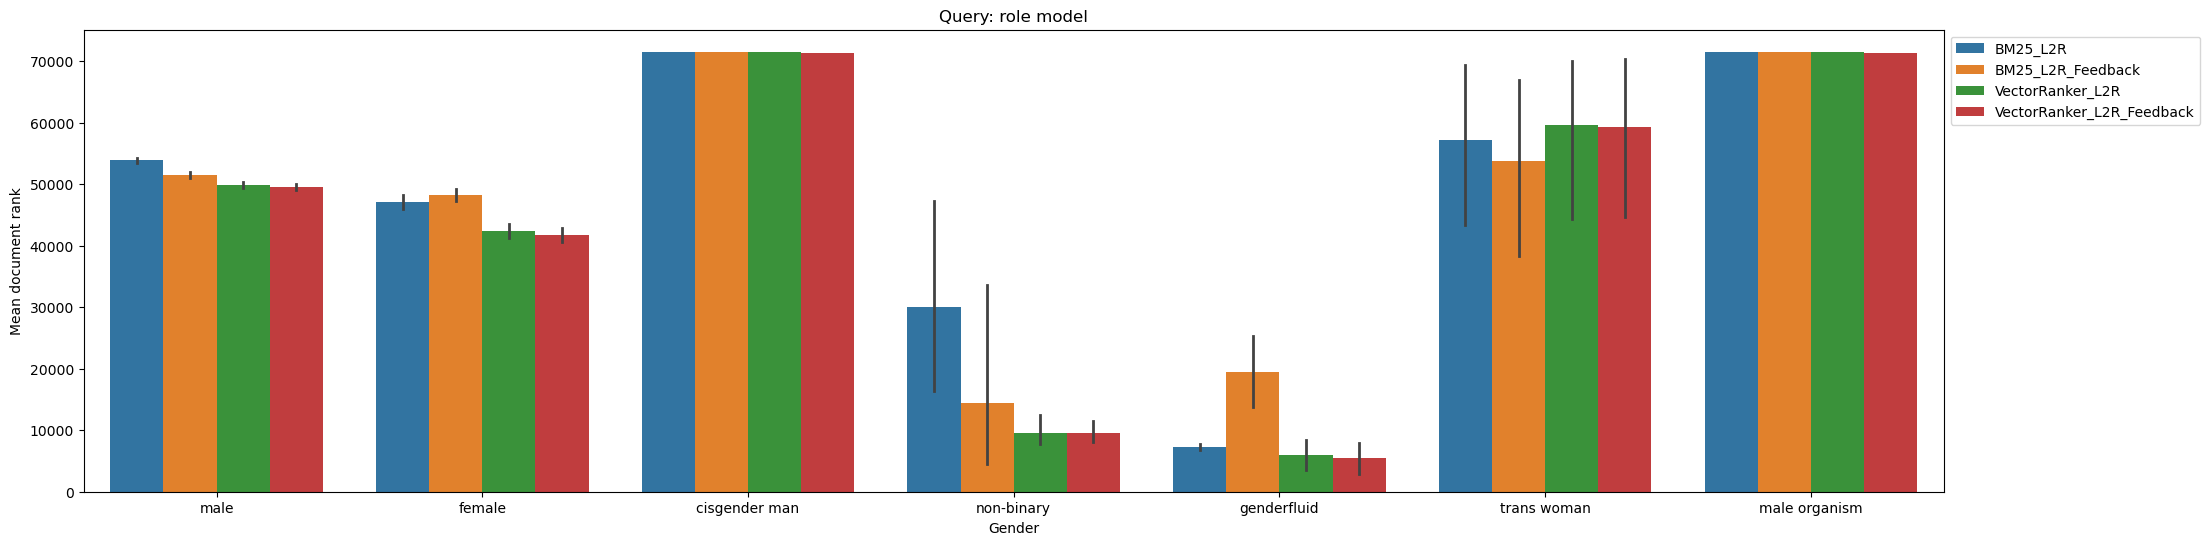 Query: role model
Mean document rank
70000
60000
50000
40000
30000
20000
10000
0
male
female
cisgender man
non-binary
genderfluid
trans woman
male organism
Gender
BM25_L2R
BM25_L2R_Feedback
VectorRanker_L2R
VectorRanker_L2R_Feedback